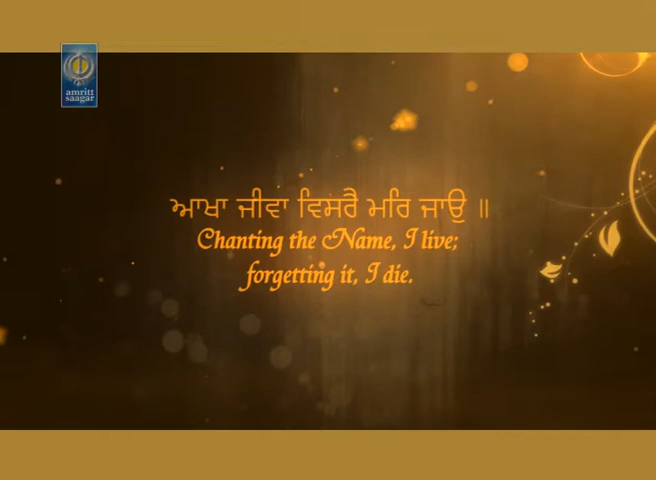 amritt
saagar
ਆਖਾ ਜੀਵਾ ਵਿਸਰੈ ਮਰਿ ਜਾਉ ॥
Chanting the Name, I live;
forgetting it, I die.